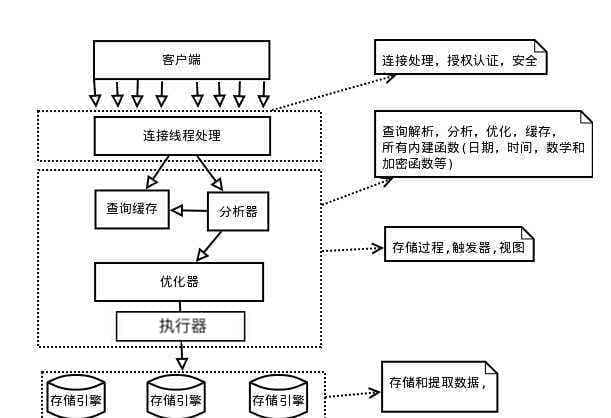 客户端
连接处理，授权认证，安全
连接线程处理
查询解析，分析，优化，缓存，
所有内建函数(日期，时间，数学和
加密函数等)
查询缓存
分析器
存储过程,触发器,视图
优化器
执行器
存储和提取数据,
存储引擎
存储引擎
存储引擎